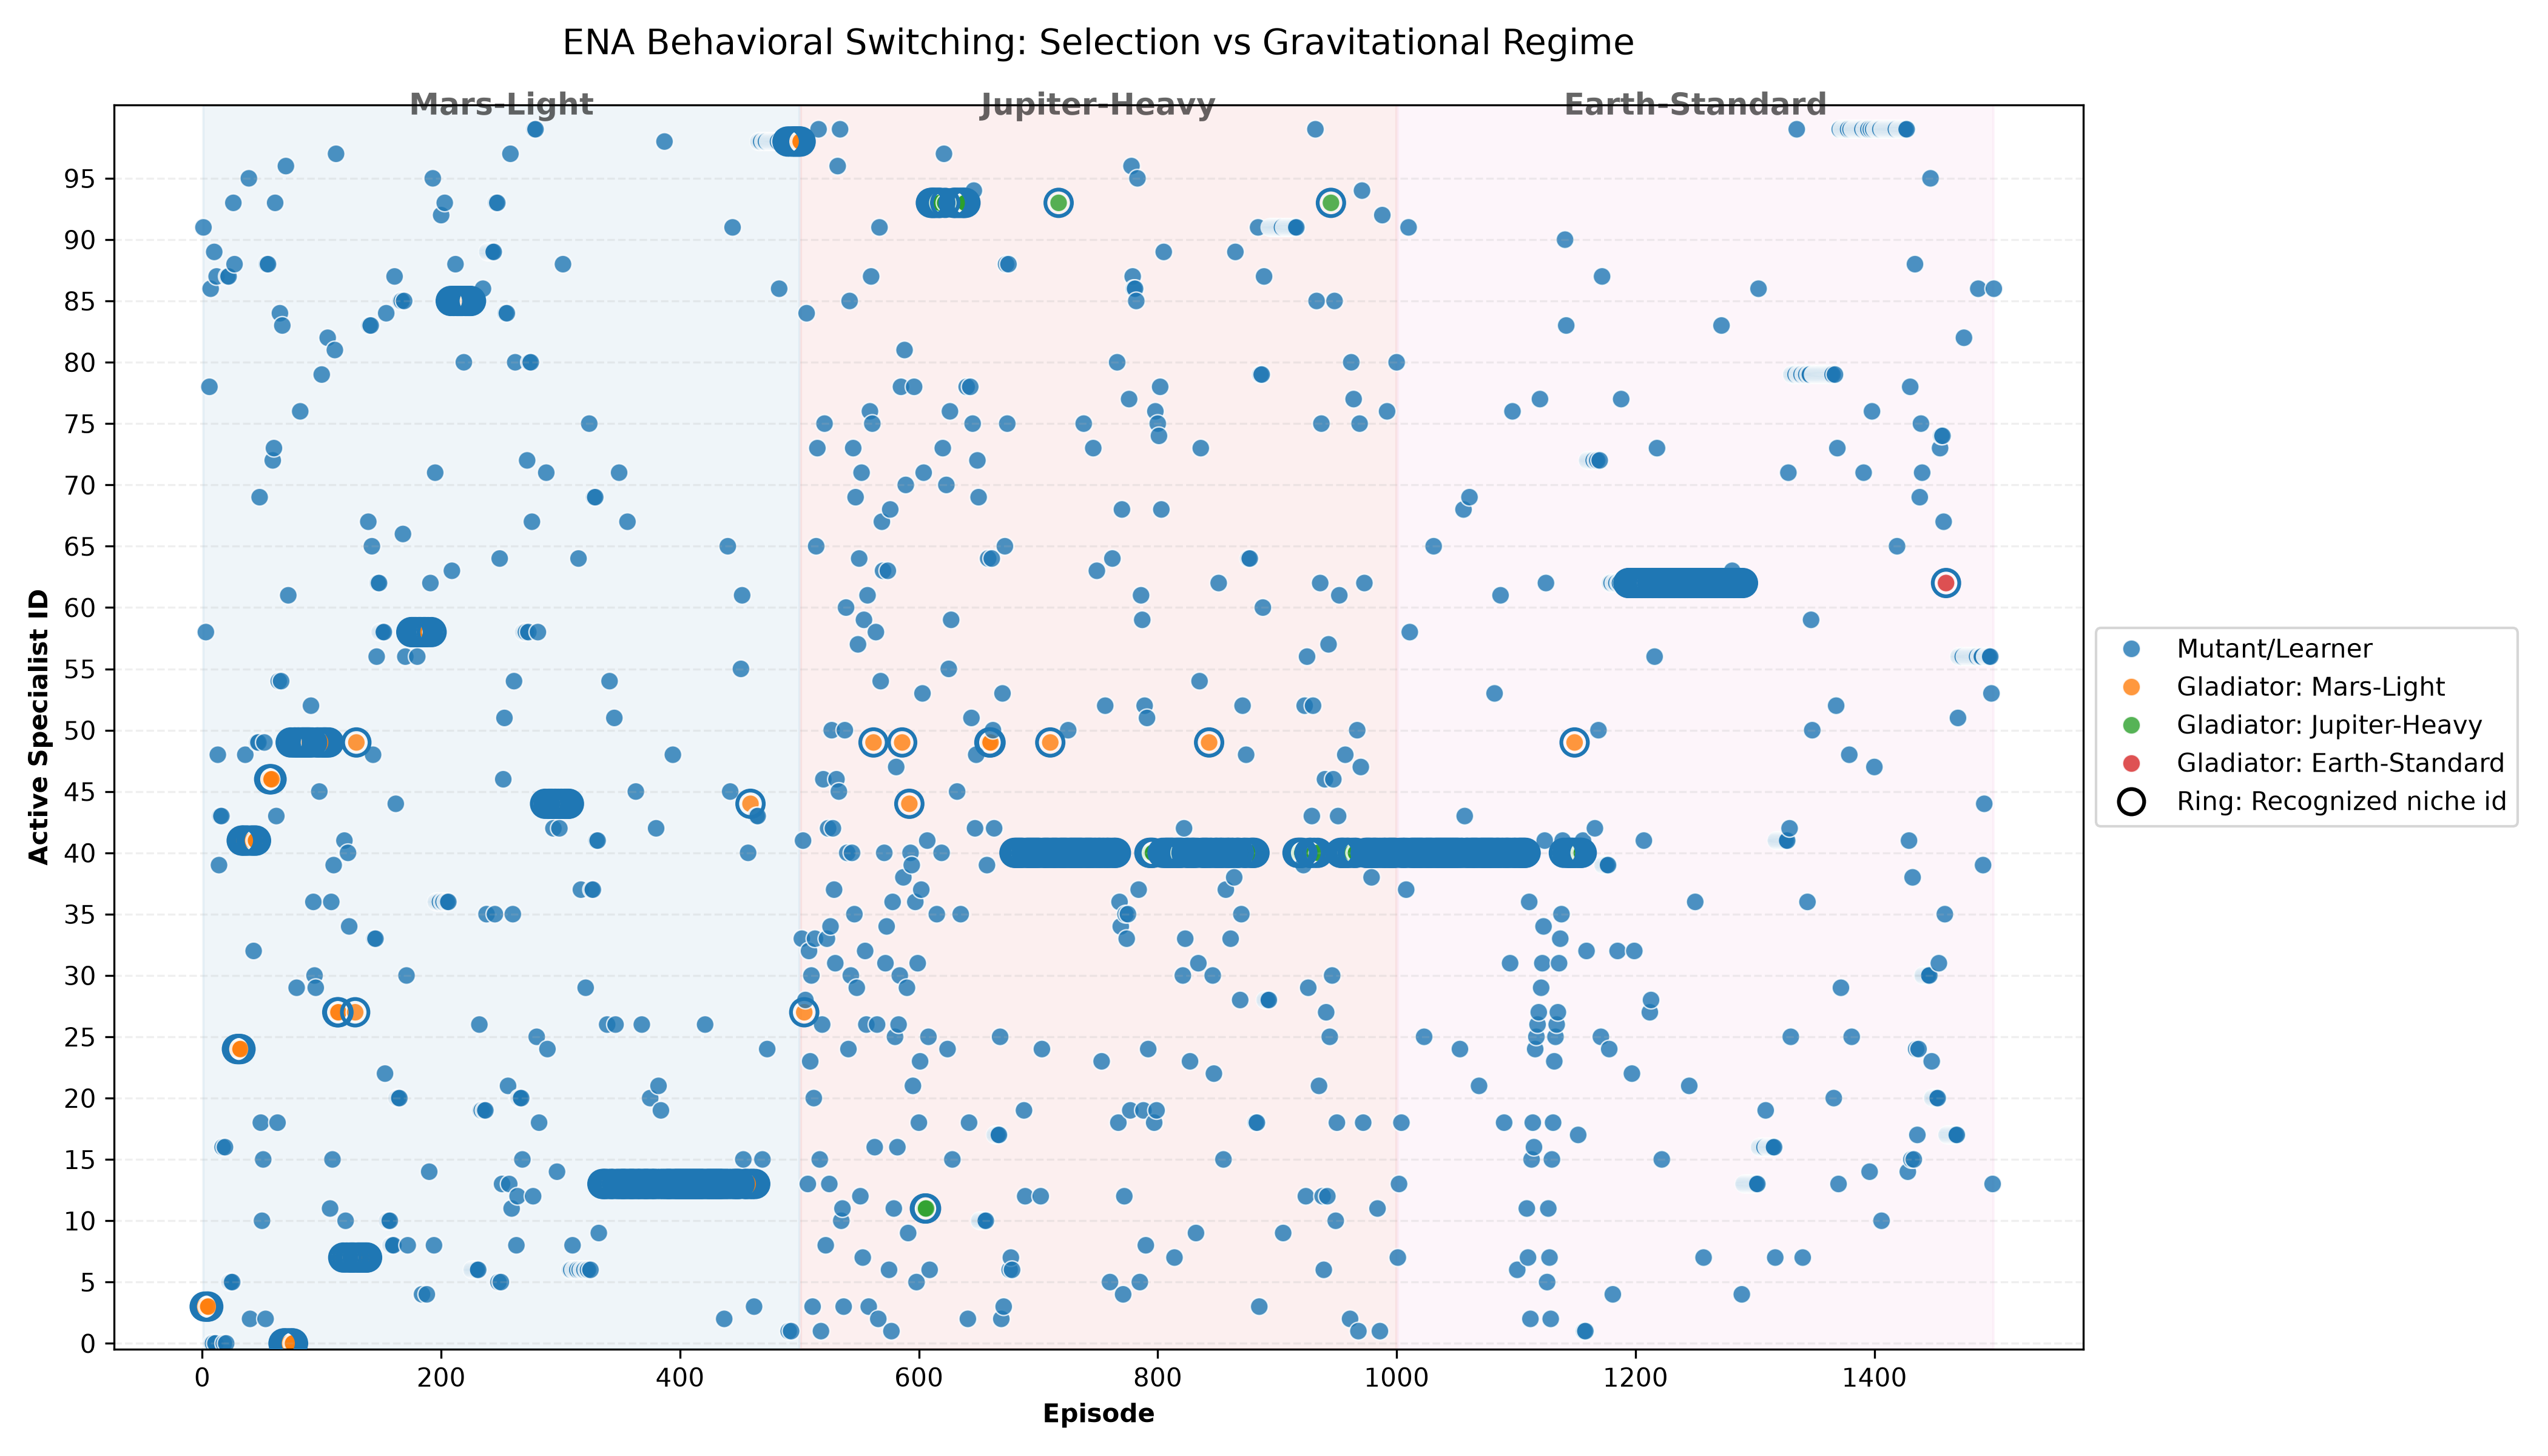 ENA Behavioral Switching: Selection vs Gravitational Regime
Mars-Light
Jupiter-Heavy
Earth-Standard
Active Specialist ID
95
90
85
80
75
70
65
60
55
50
45
40
35
30
25
20
15
10
5
0
0
200
400
600
800
1000
1200
1400
Episode
Mutant/Learner
Gladiator: Mars-Light
Gladiator: Jupiter-Heavy
Gladiator: Earth-Standard
Ring: Recognized niche id